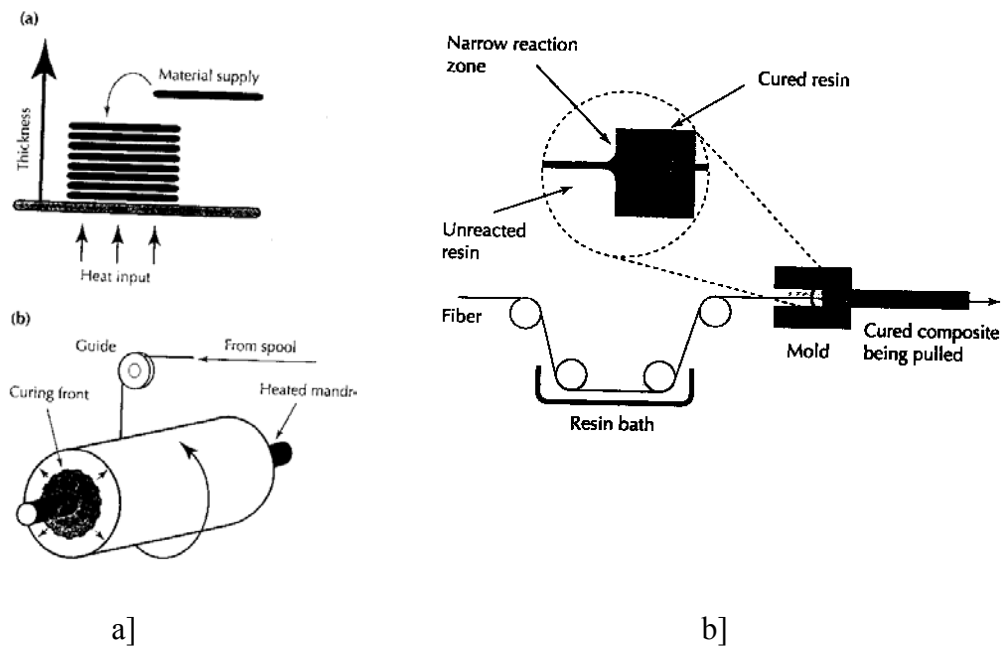 (a)
Material supply
Thickness
Heat input
(b)
Guide
From spool
Curing front
Heated mandr-
Narrow reaction
zone
Cured resin
Unreacted
resin
Fiber
Mold
Cured composite
being pulled
Resin bath
a]
b]